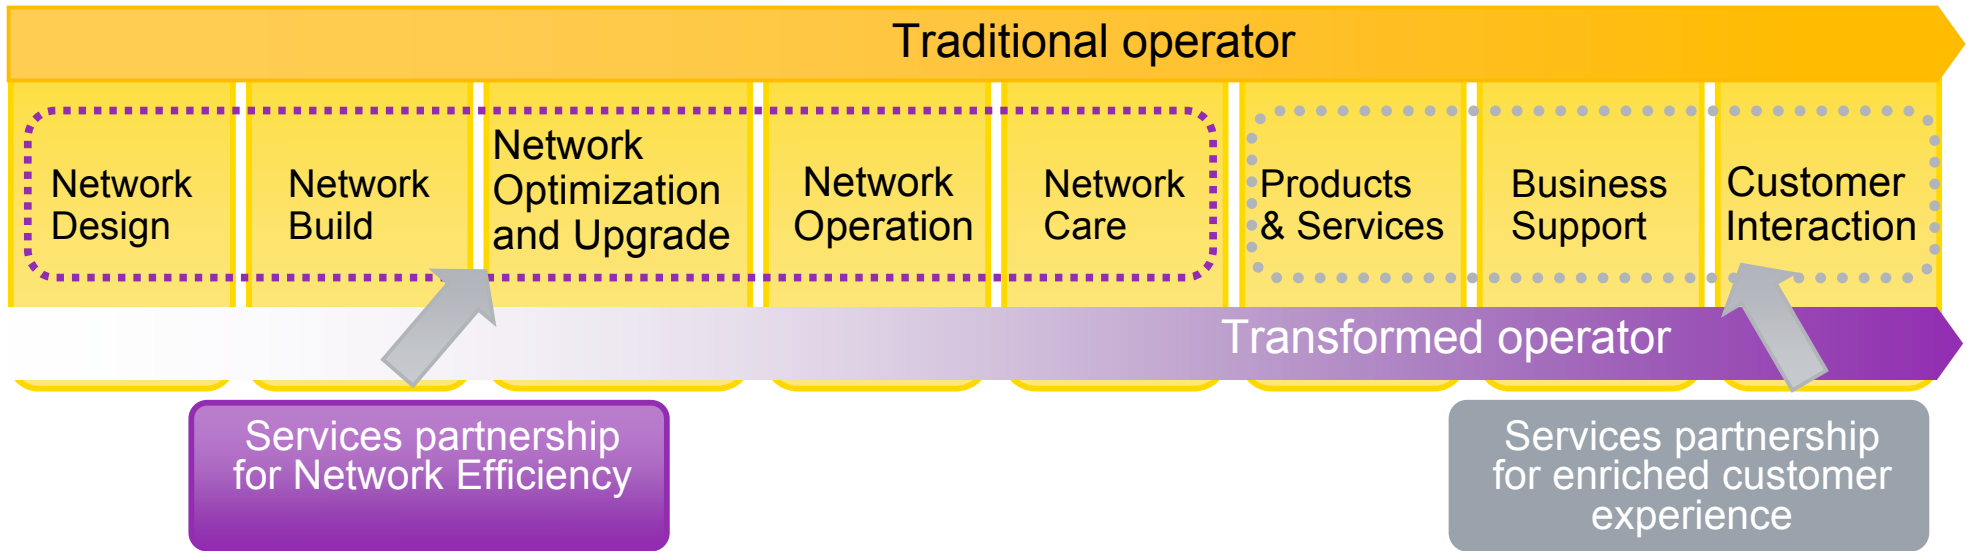 Traditional operator
Network
Design
Network
Build
Network
Optimization
and Upgrade
Network
Operation
Network
Care
Products
& Services
Business
Support
Customer
Interaction
Transformed operator
Services partnership
for Network Efficiency
Services partnership
for enriched customer
experience